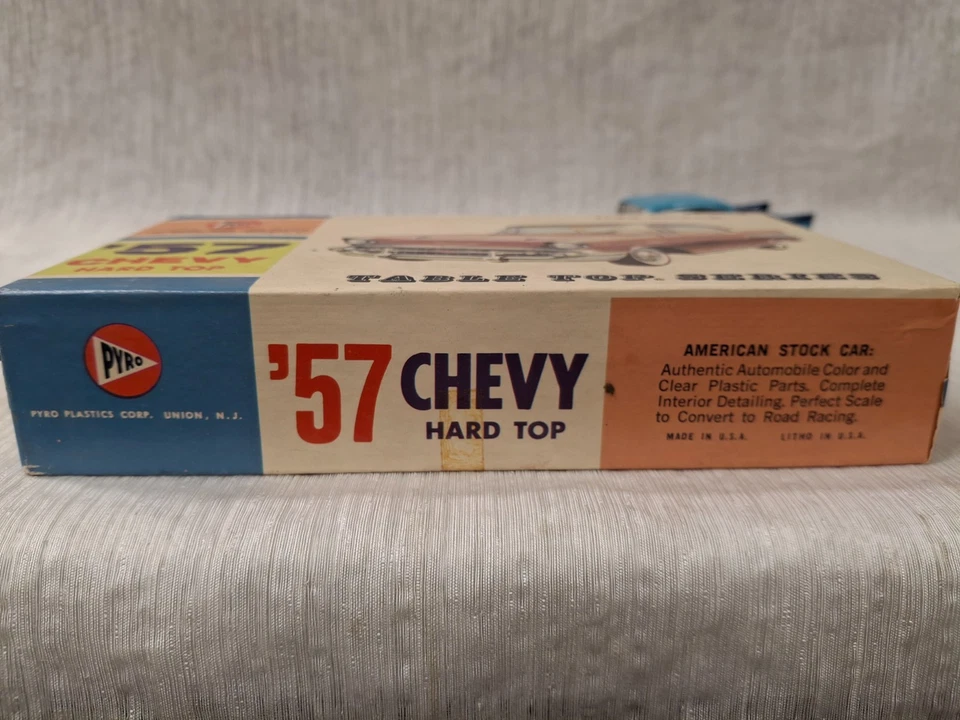 '57
CHEVY
HARD TOP
TABLE TOP SERIES
PYRO
PYRO PLASTICS CORP. UNION, N.J.
'57 CHEVY
HARD TOP
AMERICAN STOCK CAR:
Authentic Automobile Color and
Clear Plastic Parts. Complete
Interior Detailing. Perfect Scale
to Convert to Road Racing.
MADE IN U.S.A. LITHO IN U.S.A.